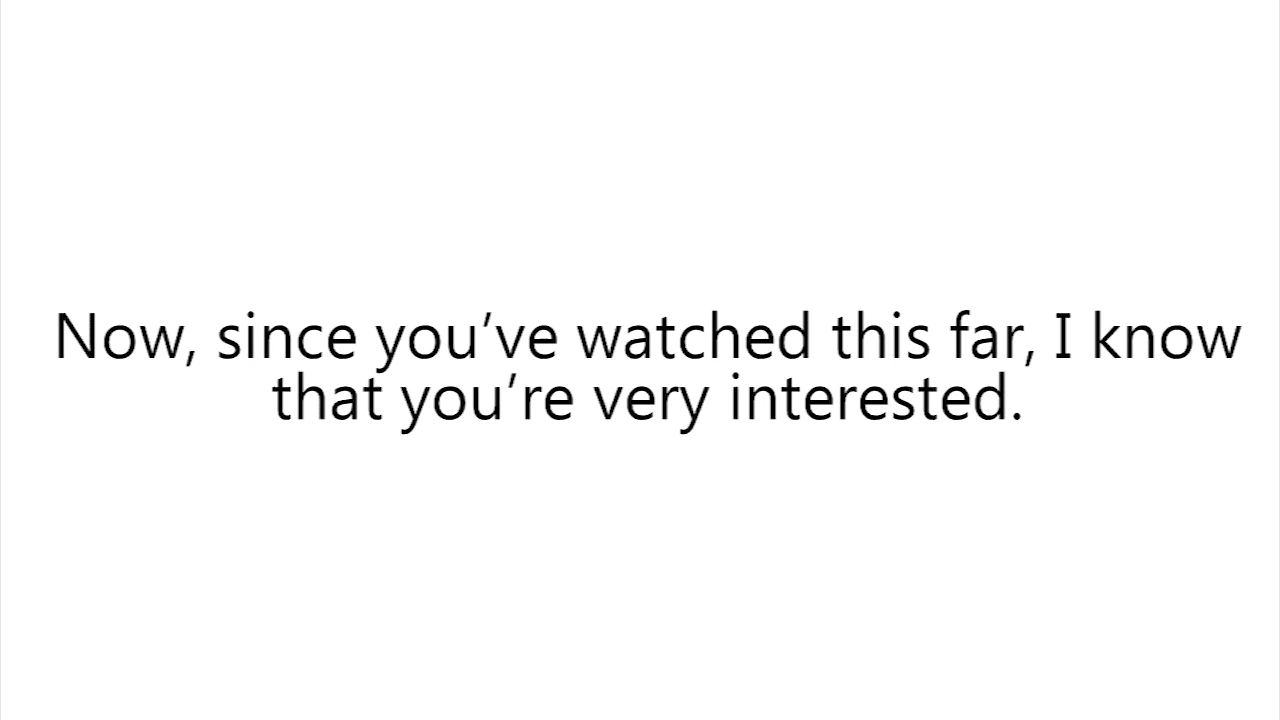 Now, since you’ve watched this far, I know
that you’re very interested.